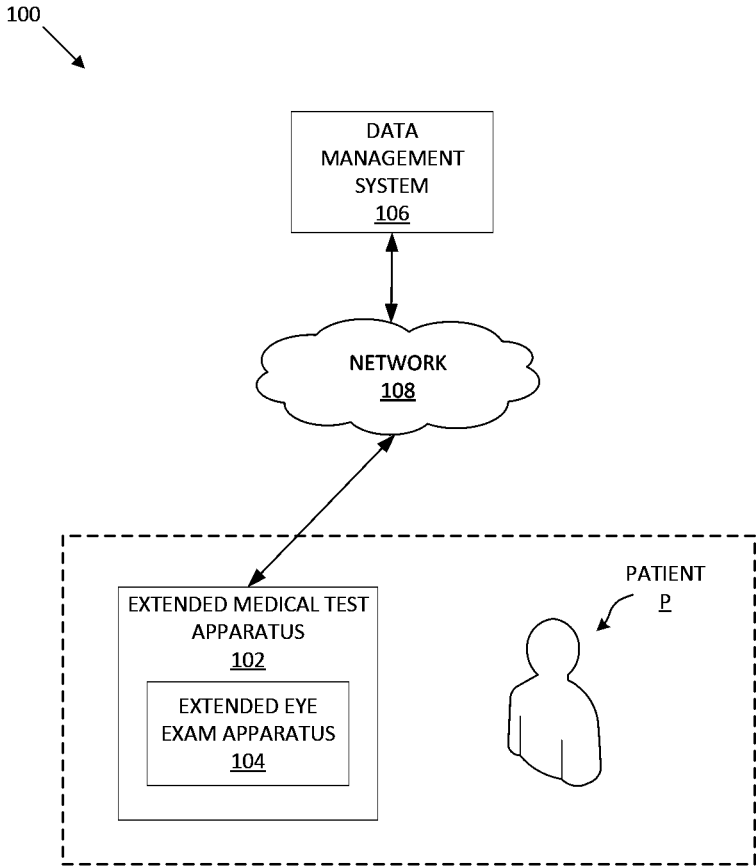 100
DATA
MANAGEMENT
SYSTEM
106
NETWORK
108
EXTENDED MEDICAL TEST
APPARATUS
102
EXTENDED EYE
EXAM APPARATUS
104
PATIENT
P